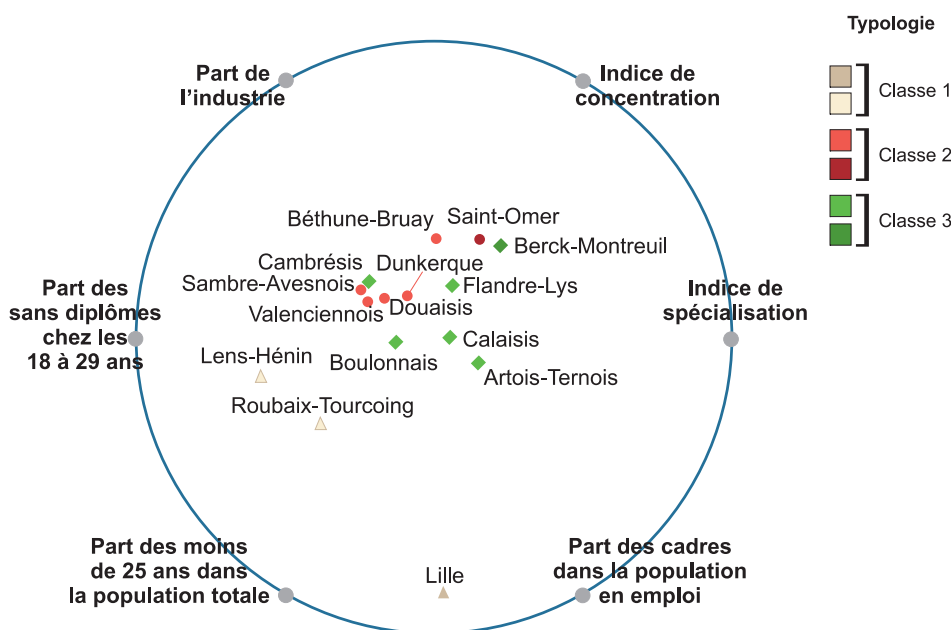 Typologie
Classe 1
Classe 2
Classe 3
Part de
l’industrie
Indice de
concentration
Béthune-Bruay
Saint-Omer
Berck-Montreuil
Cambrésis
Dunkerque
Sambre-Avesnois
Flandre-Lys
Valenciennois
Douaisis
Part des
sans diplômes
chez les
18 à 29 ans
Indice de
spécialisation
Lens-Hénin
Boulonnais
Calaisis
Artois-Ternois
Roubaix-Tourcoing
Part des moins
de 25 ans dans
la population totale
Lille
Part des cadres
dans la population
en emploi